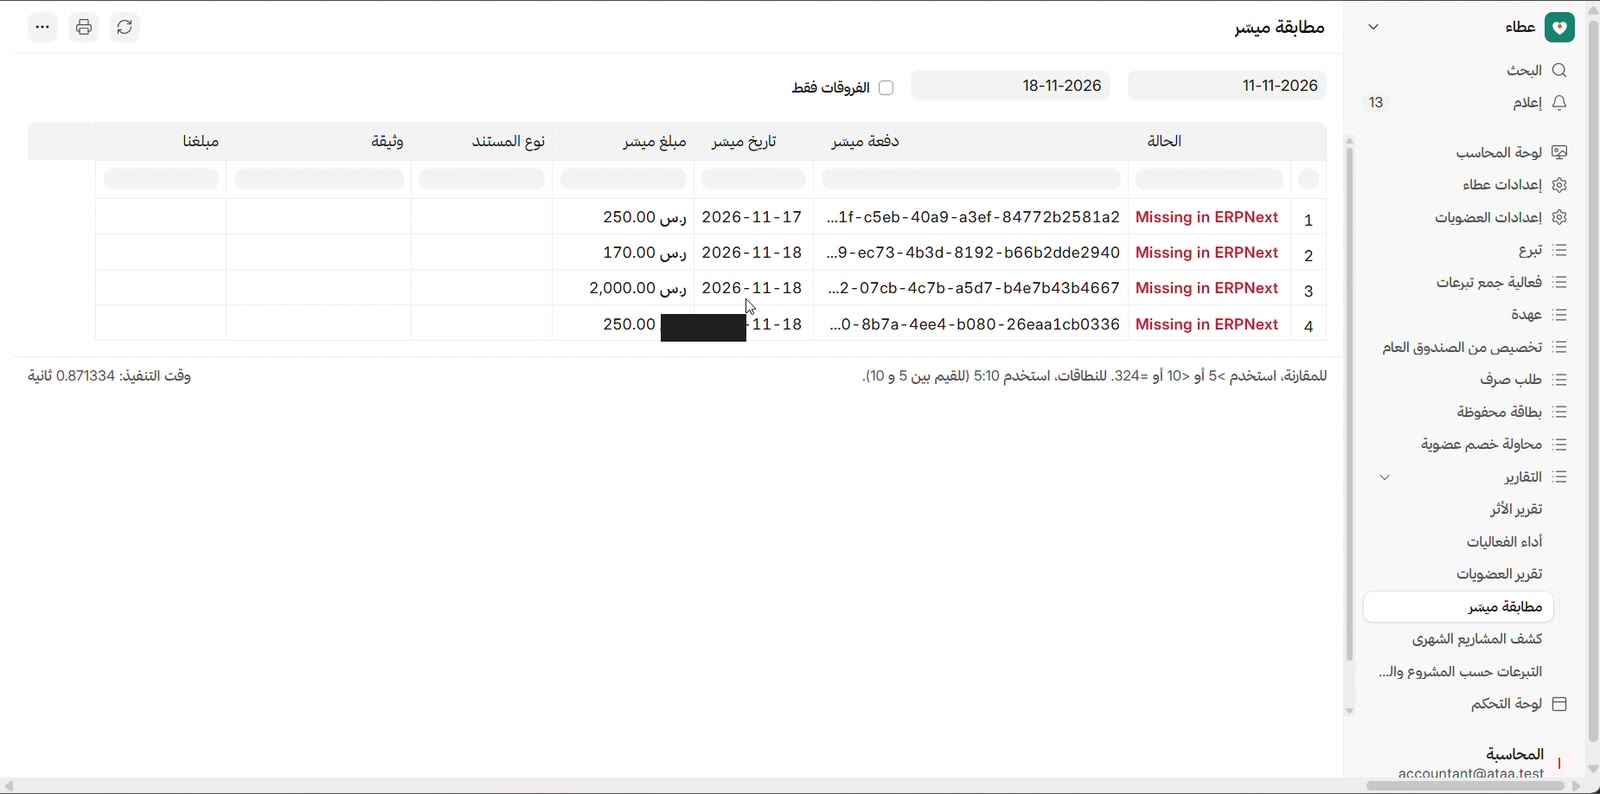 عطاء
البحث
إعلام 13
لوحة المحاسب
إعدادات عطاء
إعدادات العضويات
تبرع
فعالية جمع تبرعات
عهدة
تخصيص من الصندوق العام
طلب صرف
بطاقة محفوظة
محاولة خصم عضوية
التقارير
تقرير الأثر
أداء الفعاليات
تقرير العضويات
مطابقة ميسّر
كشف المشاريع الشهري
التبرعات حسب المشروع وال...
لوحة التحكم
المحاسبة
accountant@ataa.test
مطابقة ميسّر
11-11-2026 18-11-2026 الفروقات فقط
الحالة دفعة ميسّر تاريخ ميسّر مبلغ ميسّر نوع المستند وثيقة مبلغنا
1 Missing in ERPNext ...1f-c5eb-40a9-a3ef-84772b2581a2 2026-11-17 ر.س 250.00
2 Missing in ERPNext ...9-ec73-4b3d-8192-b66b2dde2940 2026-11-18 ر.س 170.00
3 Missing in ERPNext ...2-07cb-4c7b-a5d7-b4e7b43b4667 2026-11-18 ر.س 2,000.00
4 Missing in ERPNext ...0-8b7a-4ee4-b080-26eaa1cb0336 -11-18 250.00
للمقارنة، استخدم >5 أو <10 أو =324. للنطاقات، استخدم 5:10 (للقيم بين 5 و 10).
وقت التنفيذ: 0.871334 ثانية